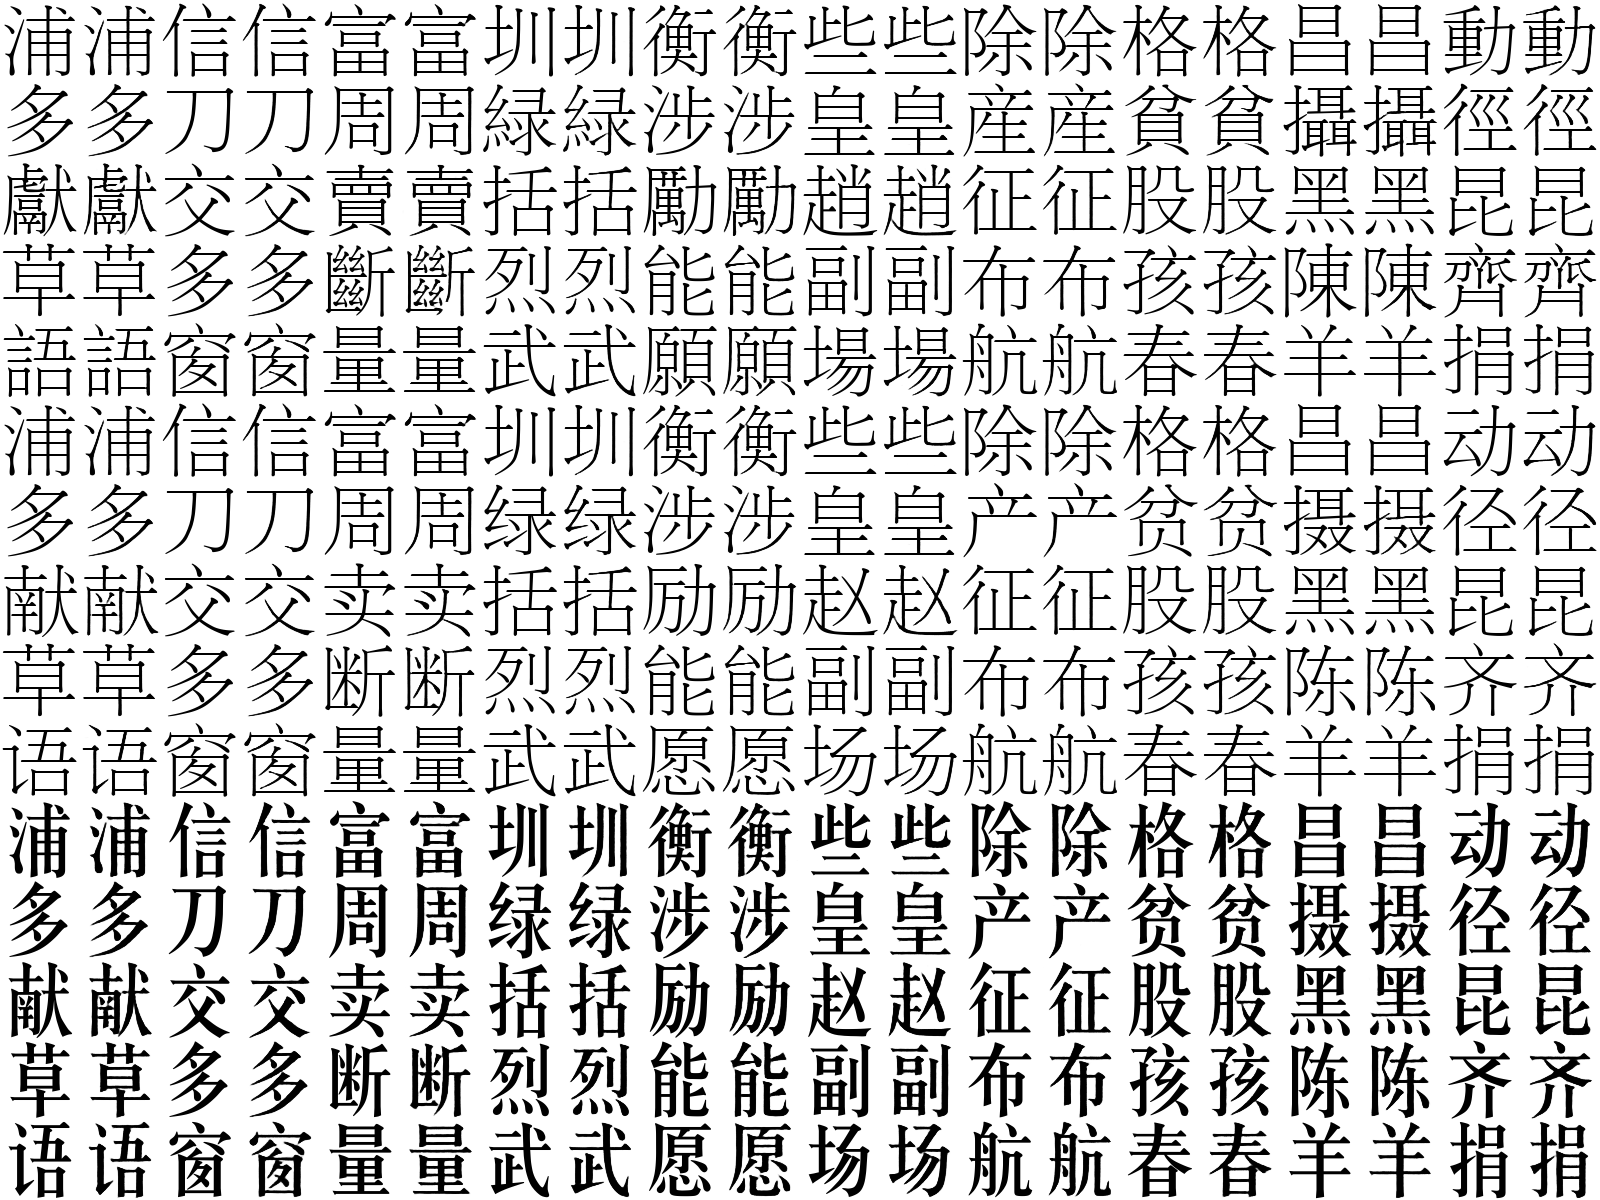 浦浦信信富富圳圳衡衡些些除除格格昌昌動動
多多刀刀周周緑緑涉涉皇皇産産貧貧攝攝徑徑
獻獻交交賣賣括括勵勵趙趙征征股股黑黑昆昆
草草多多斷斷烈烈能能副副布布孩孩陳陳齊齊
語語窗窗量量武武願願場場航航春春羊羊捐捐
浦浦信信富富圳圳衡衡些些除除格格昌昌动动
多多刀刀周周绿绿涉涉皇皇产产贫贫摄摄径径
献献交交卖卖括括励励赵赵征征股股黑黑昆昆
草草多多断断烈烈能能副副布布孩孩陈陈齐齐
语语窗窗量量武武愿愿场场航航春春羊羊捐捐
浦浦信信富富圳圳衡衡些些除除格格昌昌动动
多多刀刀周周绿绿涉涉皇皇产产贫贫摄摄径径
献献交交卖卖括括励励赵赵征征股股黑黑昆昆
草草多多断断烈烈能能副副布布孩孩陈陈齐齐
语语窗窗量量武武愿愿场场航航春春羊羊捐捐